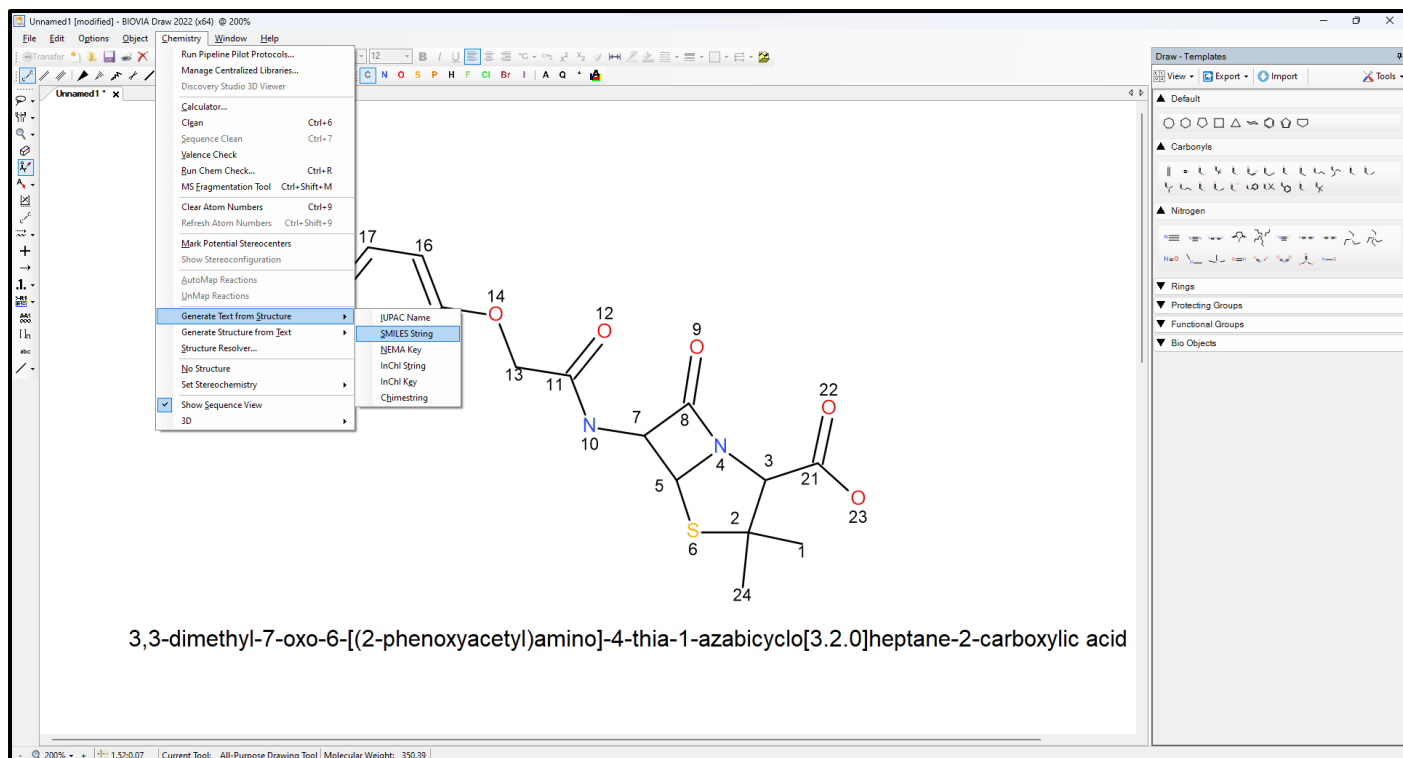 Unnamed1 [modified] - BIOVIA Draw 2022 (x64) @ 200%
File Edit Options Object Chemistry Window Help
Transfer 12 B I U
C N O S P H F Cl Br I A Q * A
Unnamed1 * x
Run Pipeline Pilot Protocols...
Manage Centralized Libraries...
Discovery Studio 3D Viewer
Calculator...
Clean Ctrl+6
Sequence Clean Ctrl+7
Valence Check
Run Chem Check... Ctrl+R
MS Fragmentation Tool Ctrl+Shift+M
Clear Atom Numbers Ctrl+9
Refresh Atom Numbers Ctrl+Shift+9
Mark Potential Stereocenters
Show Stereoconfiguration
AutoMap Reactions
UnMap Reactions
Generate Text from Structure
Generate Structure from Text
Structure Resolver...
No Structure
Set Stereochemistry
Show Sequence View
3D
IUPAC Name
SMILES String
NEMA Key
InChI String
InChI Key
Chimestring
17 16
14
O
13
12
O
11
N
10
9
O
8
7
N
4
5
3
S
6
2
1
24
22
O
21
O
23
3,3-dimethyl-7-oxo-6-[(2-phenoxyacetyl)amino]-4-thia-1-azabicyclo[3.2.0]heptane-2-carboxylic acid
Draw - Templates
View Export Import Tools
Default
Carbonyls
Nitrogen
Rings
Protecting Groups
Functional Groups
Bio Objects
- 200% + 1.52:0.07 Current Tool: All-Purpose Drawing Tool Molecular Weight: 350.39